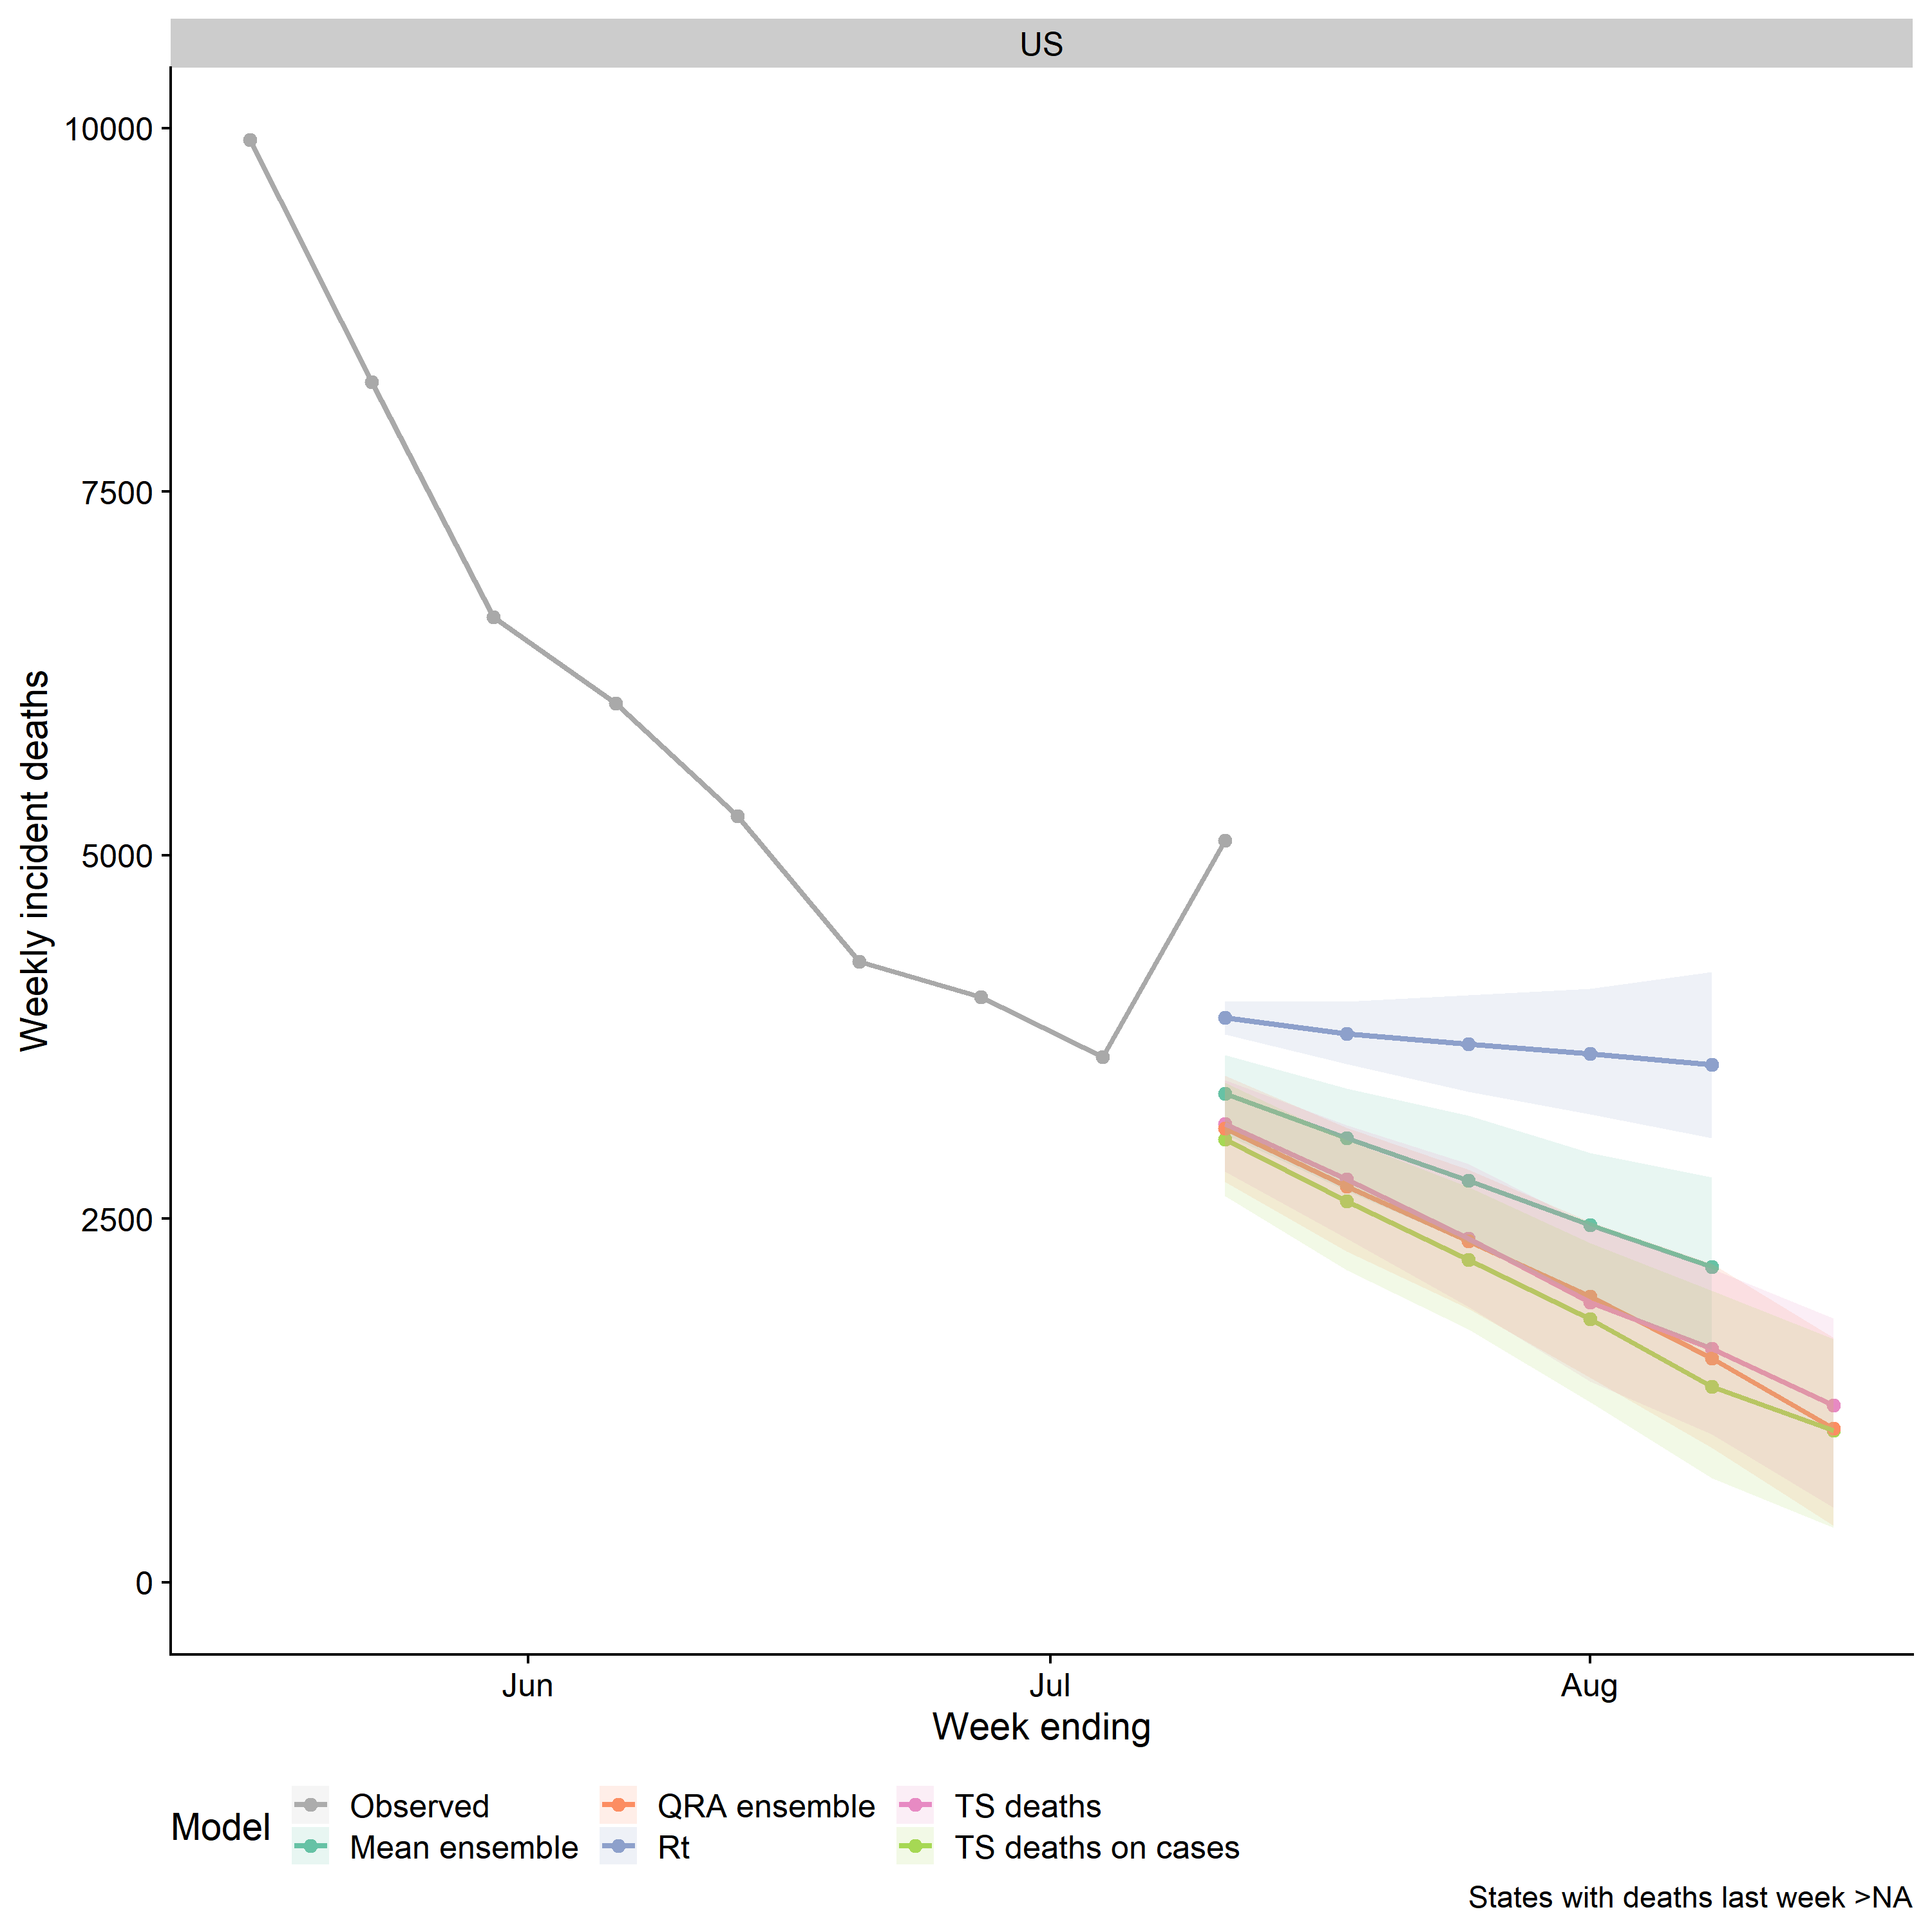 US
10000
7500
5000
2500
0
Weekly incident deaths
Jun Jul Aug
Week ending
Model
Observed QRA ensemble TS deaths
Mean ensemble Rt TS deaths on cases
States with deaths last week >NA